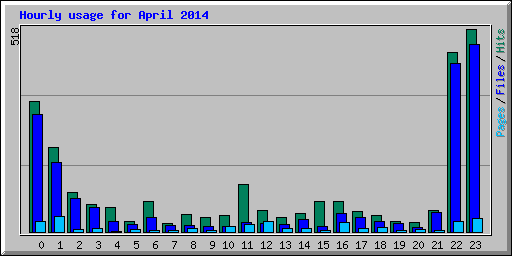 Hourly usage for April 2014
518
Pages / Files / Hits
0 1 2 3 4 5 6 7 8 9 10 11 12 13 14 15 16 17 18 19 20 21 22 23